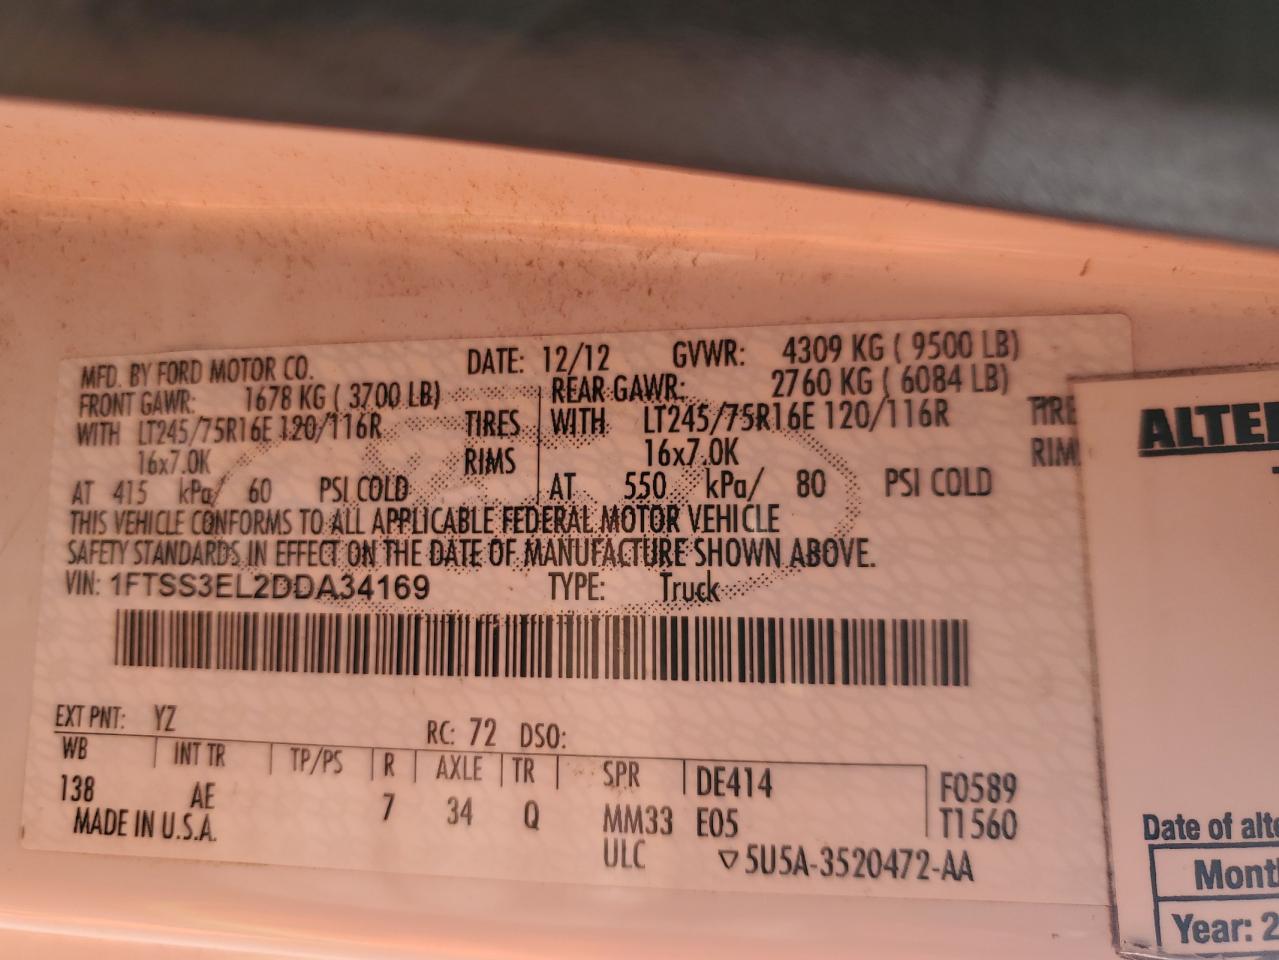 MFD. BY FORD MOTOR CO. DATE: 12/12 GVWR: 4309 KG ( 9500 LB)
FRONT GAWR: 1678 KG ( 3700 LB) REAR GAWR: 2760 KG ( 6084 LB)
WITH LT245/75R16E 120/116R TIRES WITH LT245/75R16E 120/116R TIRE
16x7.0K RIMS 16x7.0K RIM
AT 415 kPa/ 60 PSI COLD AT 550 kPa/ 80 PSI COLD
THIS VEHICLE CONFORMS TO ALL APPLICABLE FEDERAL MOTOR VEHICLE
SAFETY STANDARDS IN EFFECT ON THE DATE OF MANUFACTURE SHOWN ABOVE.
VIN: 1FTSS3EL2DDA34169 TYPE: Truck
EXT PNT: YZ RC: 72 DSO:
WB INT TR TP/PS R AXLE TR SPR DE414 F0589
138 AE 7 34 Q MM33 E05 T1560
MADE IN U.S.A. ULC ▽5U5A-3520472-AA
ALTE
Date of alte
Mont
Year: 2